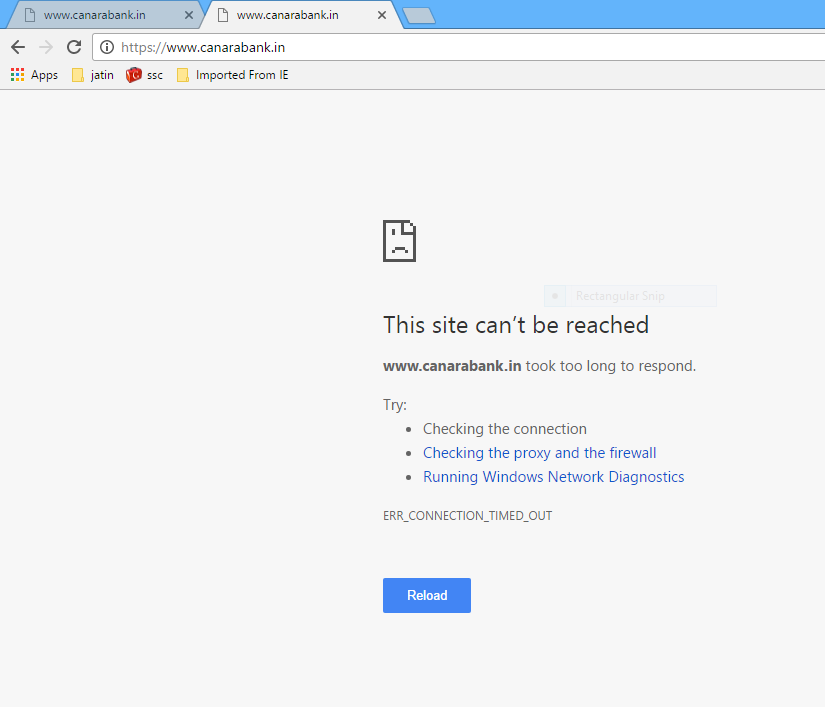 www.canarabank.in www.canarabank.in
https://www.canarabank.in
Apps jatin ssc Imported From IE
Rectangular Snip
This site can't be reached
www.canarabank.in took too long to respond.
Try:
Checking the connection
Checking the proxy and the firewall
Running Windows Network Diagnostics
ERR_CONNECTION_TIMED_OUT
Reload